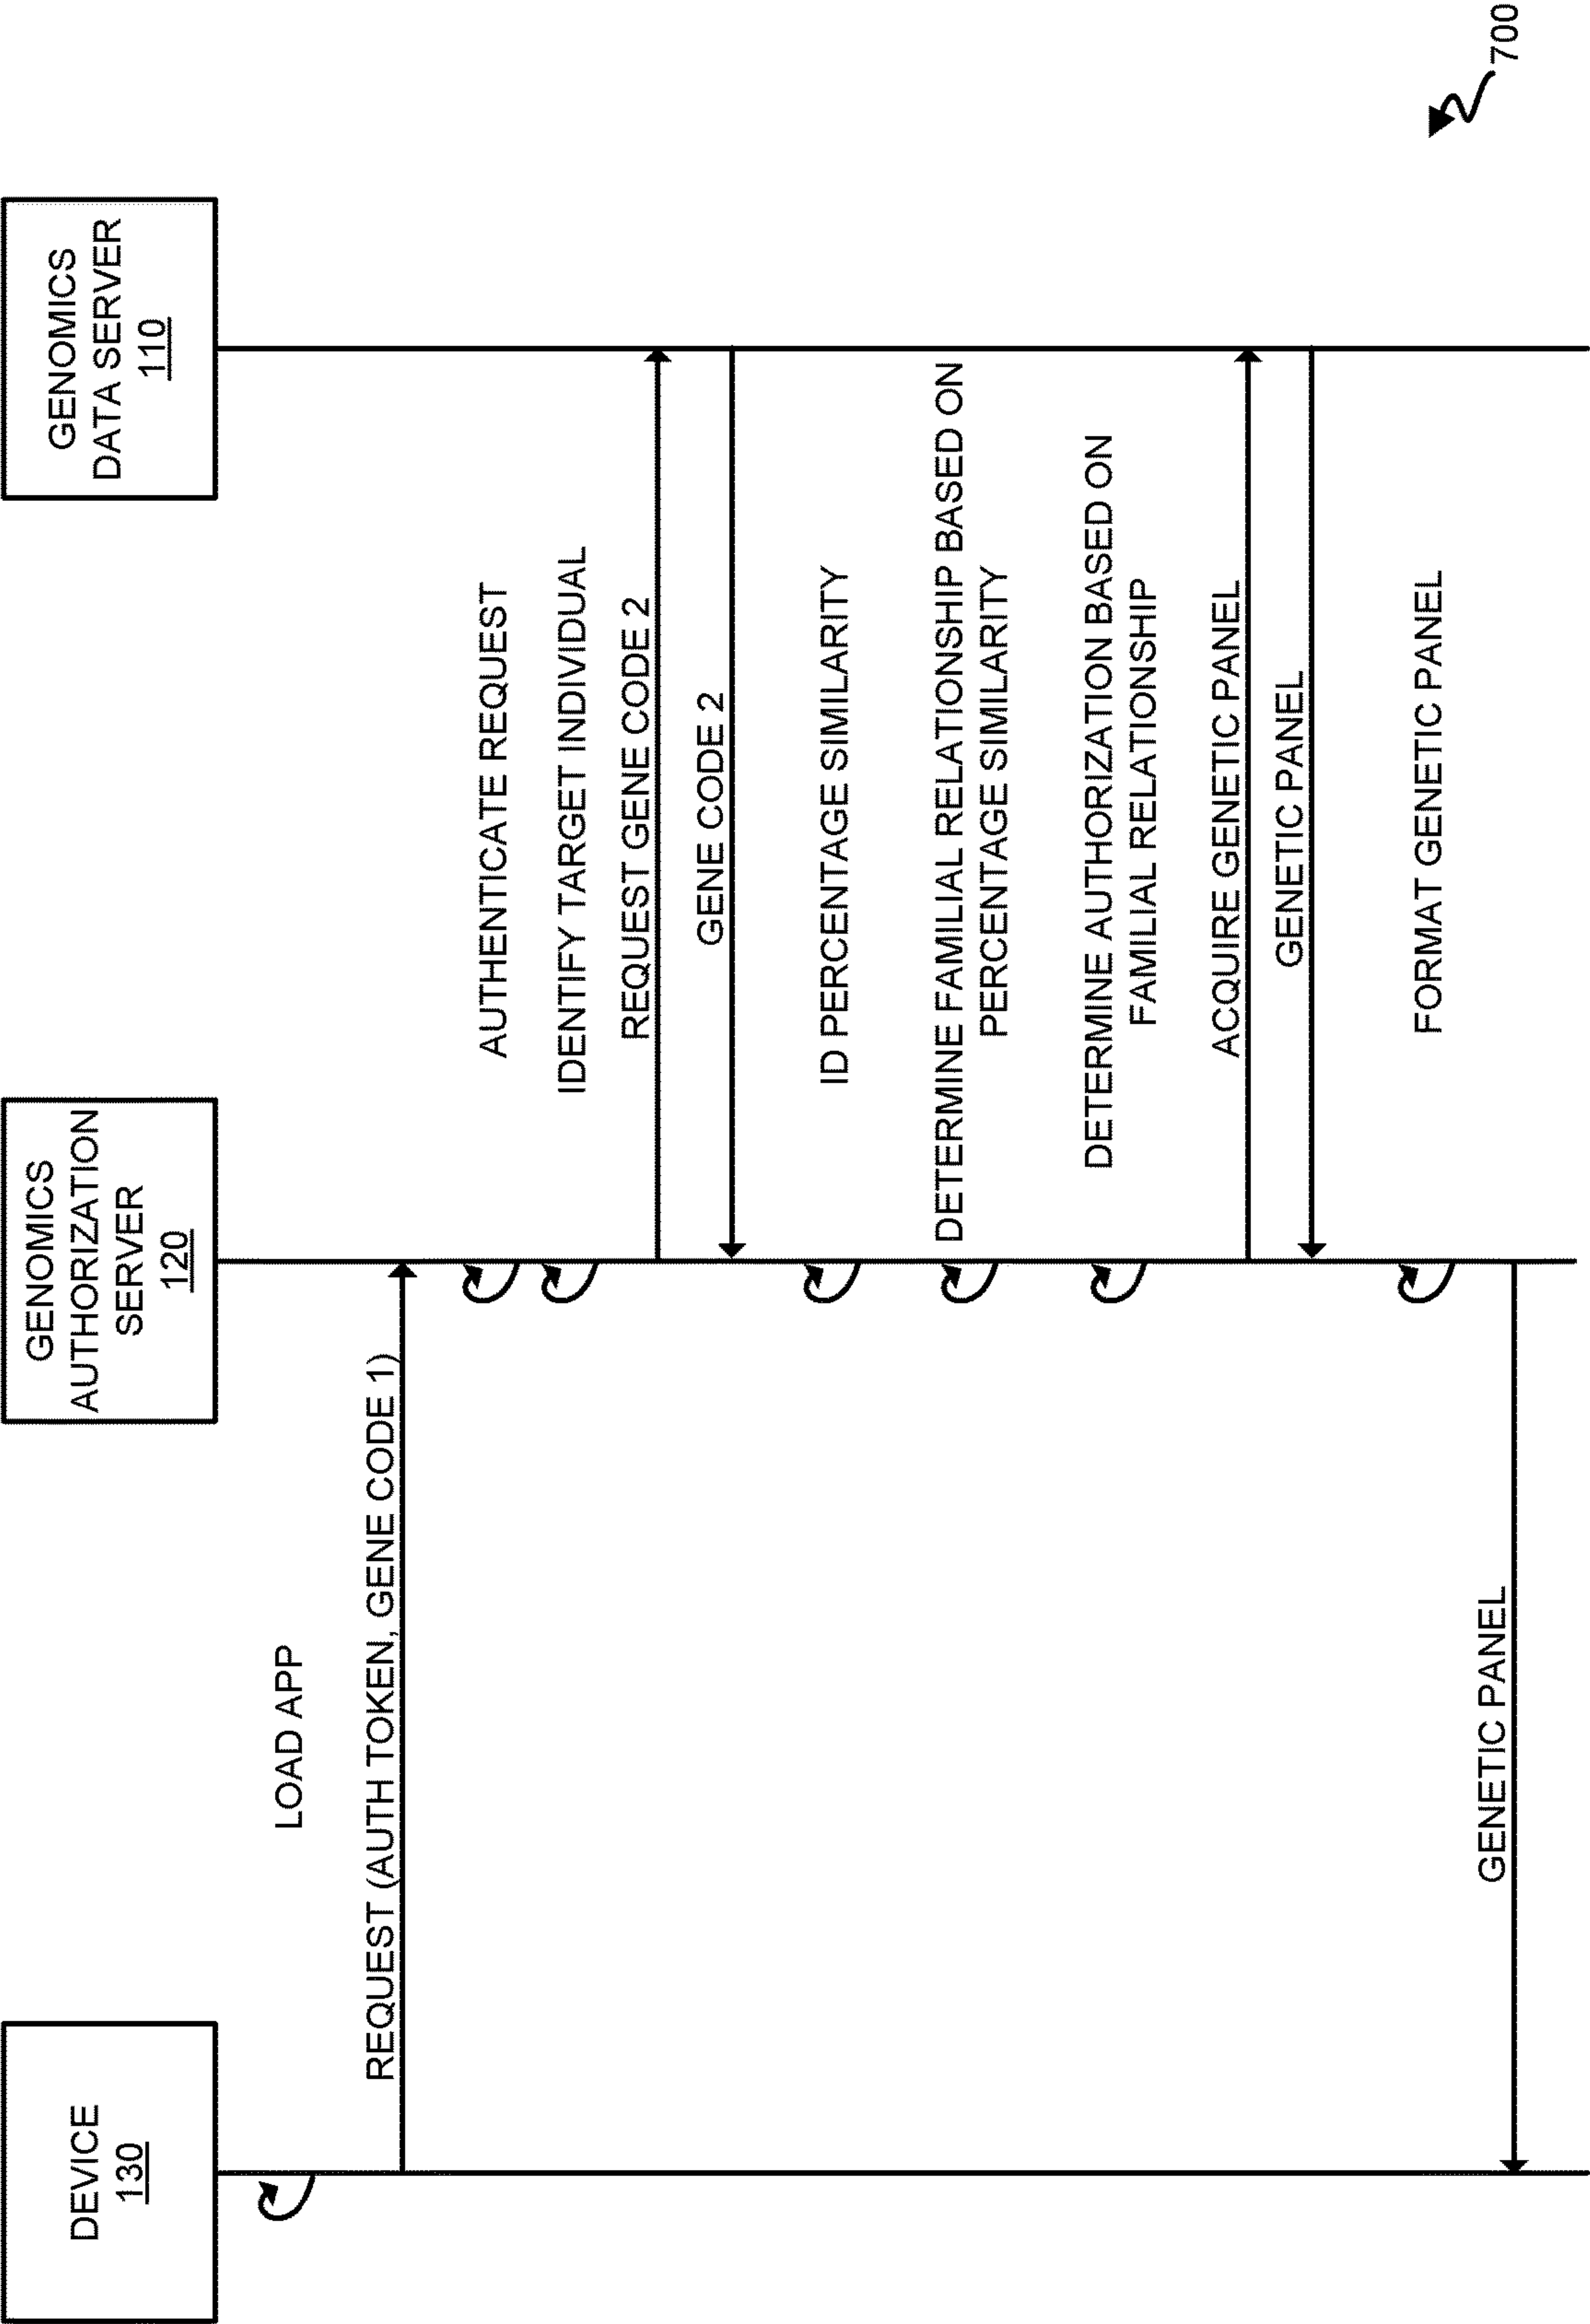 DEVICE
130
GENOMICS
AUTHORIZATION
SERVER
120
GENOMICS
DATA SERVER
110
LOAD APP
REQUEST (AUTH TOKEN, GENE CODE 1)
AUTHENTICATE REQUEST
IDENTIFY TARGET INDIVIDUAL
REQUEST GENE CODE 2
GENE CODE 2
ID PERCENTAGE SIMILARITY
DETERMINE FAMILIAL RELATIONSHIP BASED ON
PERCENTAGE SIMILARITY
DETERMINE AUTHORIZATION BASED ON
FAMILIAL RELATIONSHIP
ACQUIRE GENETIC PANEL
GENETIC PANEL
FORMAT GENETIC PANEL
GENETIC PANEL
700